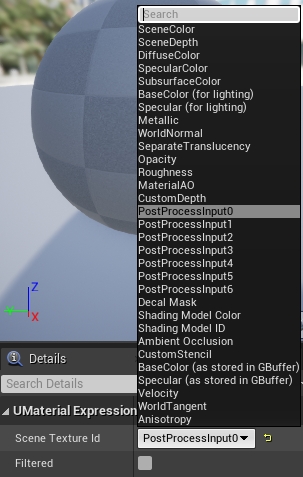 Search
SceneColor
SceneDepth
DiffuseColor
SpecularColor
SubsurfaceColor
BaseColor (for lighting)
Specular (for lighting)
Metallic
WorldNormal
SeparateTranslucency
Opacity
Roughness
MaterialAO
CustomDepth
PostProcessInput0
PostProcessInput1
PostProcessInput2
PostProcessInput3
PostProcessInput4
PostProcessInput5
PostProcessInput6
Decal Mask
Shading Model Color
Shading Model ID
Ambient Occlusion
CustomStencil
BaseColor (as stored in GBuffer)
Specular (as stored in GBuffer)
Velocity
WorldTangent
Anisotropy
Z
Y
X
Details
Search Details
UMaterial Expression
Scene Texture Id
PostProcessInput0
Filtered